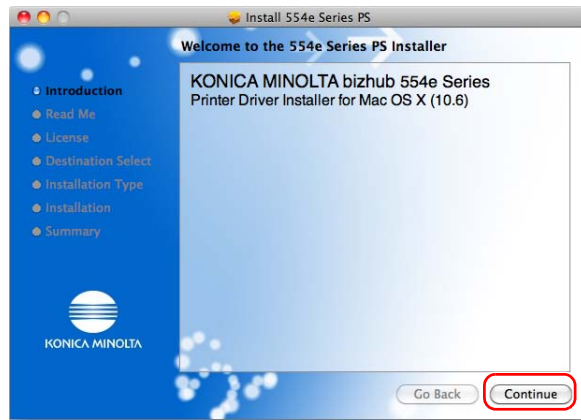 Install 554e Series PS
Welcome to the 554e Series PS Installer
Introduction
Read Me
License
Destination Select
Installation Type
Installation
Summary
KONICA MINOLTA bizhub 554e Series
Printer Driver Installer for Mac OS X (10.6)
KONICA MINOLTA
Go Back
Continue